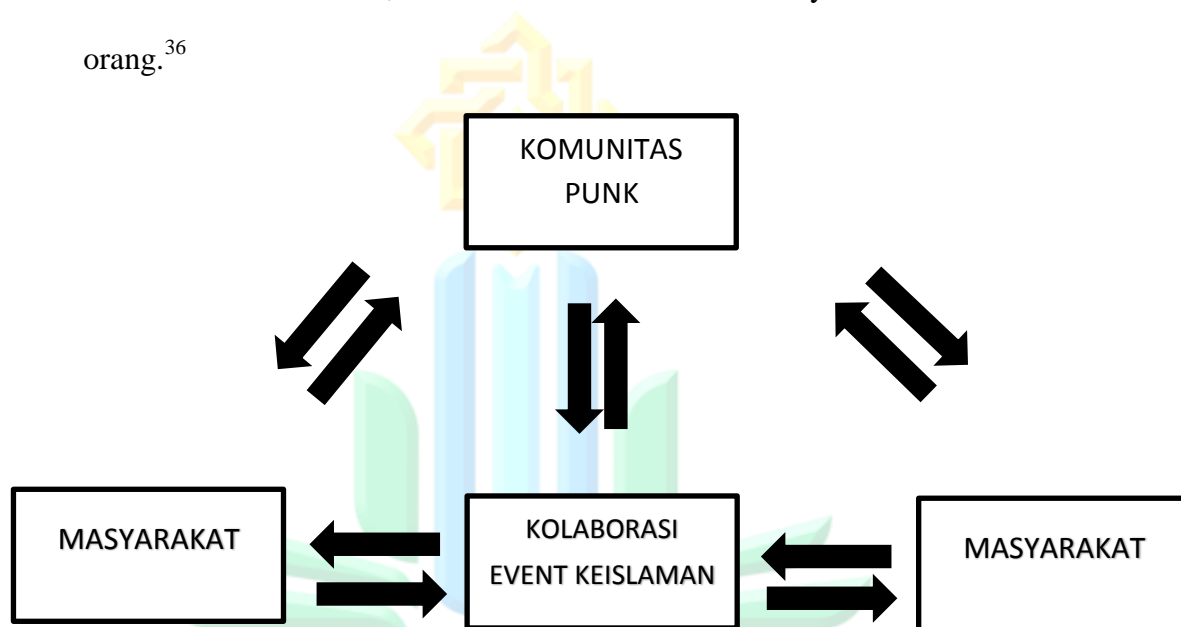 orang.36
KOMUNITAS
PUNK
MASYARAKAT
KOLABORASI
EVENT KEISLAMAN
MASYARAKAT